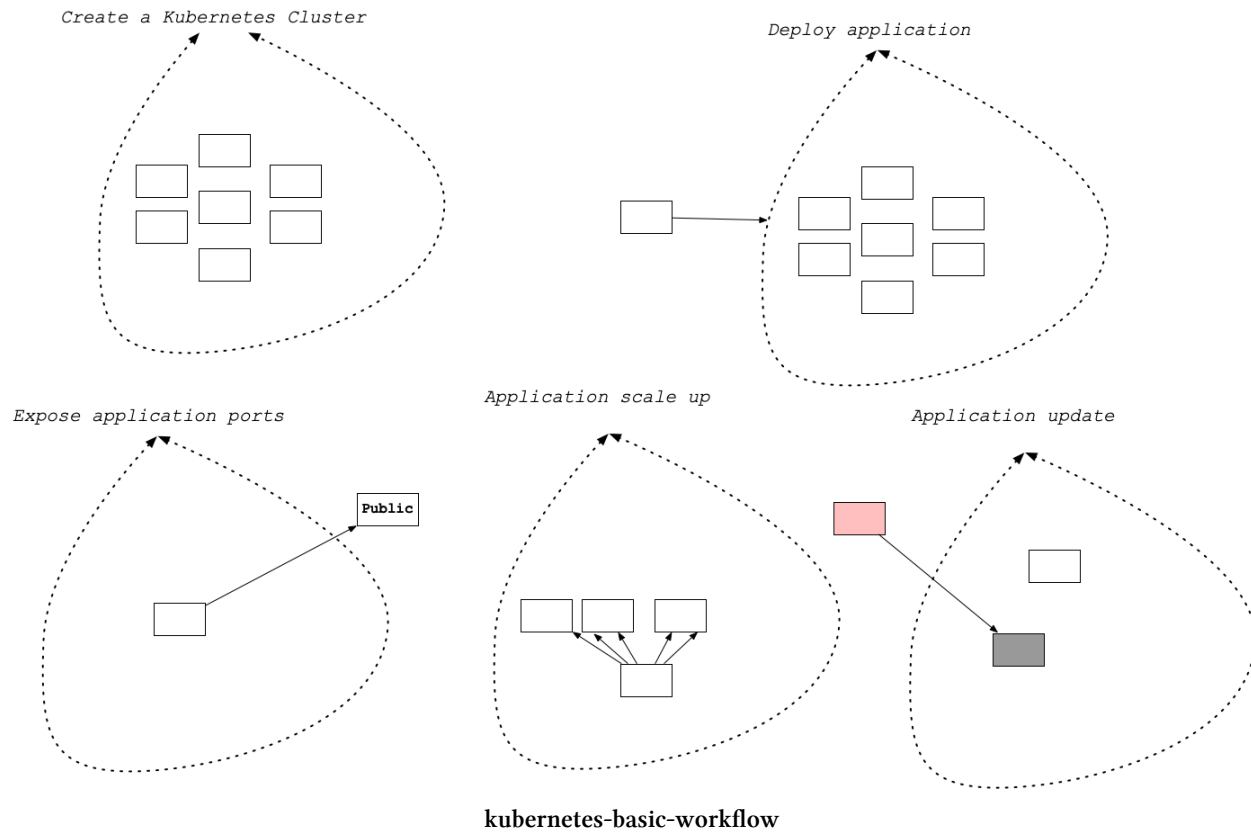 Create a Kubernetes Cluster
Deploy application
Expose application ports
Application scale up
Application update
Public
kubernetes-basic-workflow